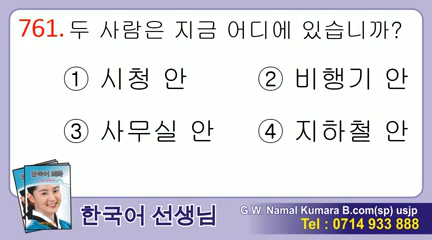 761. 두 사람은 지금 어디에 있습니까?
① 시청 안 ② 비행기 안
③ 사무실 안 ④ 지하철 안
한국어 선생님
G.W. Namal Kumara B.com(sp) usjp
Tel : 0714 933 888